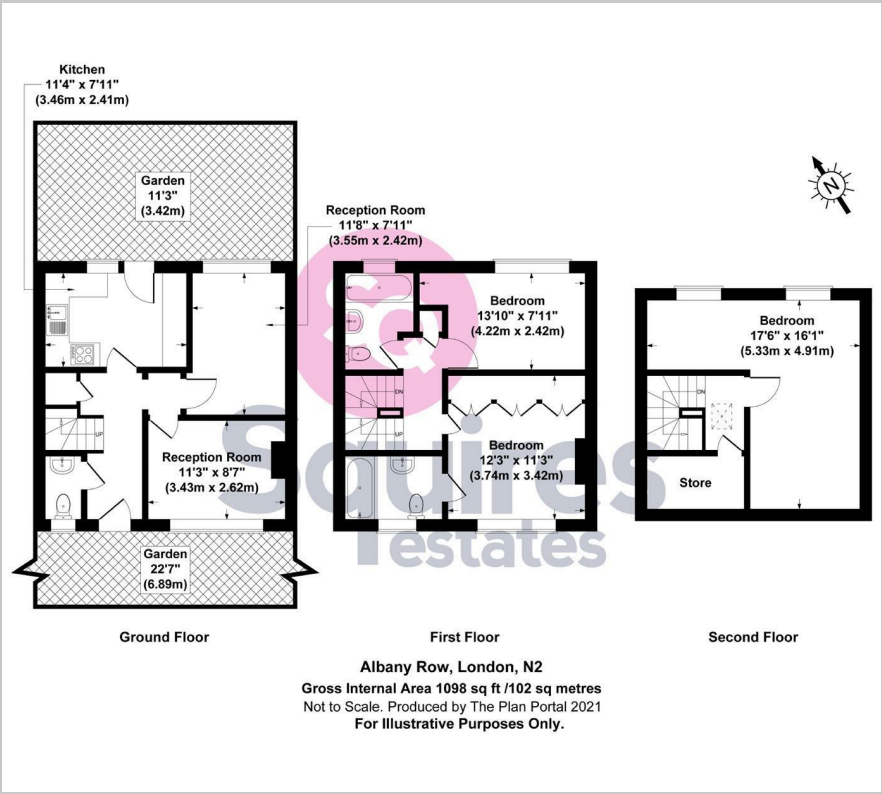 Kitchen
11'4" x 7'11"
(3.46m x 2.41m)
Garden
11'3"
(3.42m)
Reception Room
11'8" x 7'11"
(3.55m x 2.42m)
N
Bedroom
13'10" x 7'11"
(4.22m x 2.42m)
Bedroom
17'6" x 16'1"
(5.33m x 4.91m)
DN
UP
UP
Reception Room
11'3" x 8'7"
(3.43m x 2.62m)
Bedroom
12'3" x 11'3"
(3.74m x 3.42m)
DN
Store
Squires
estates
Garden
22'7"
(6.89m)
Ground Floor
First Floor
Second Floor
Albany Row, London, N2
Gross Internal Area 1098 sq ft /102 sq metres
Not to Scale. Produced by The Plan Portal 2021
For Illustrative Purposes Only.